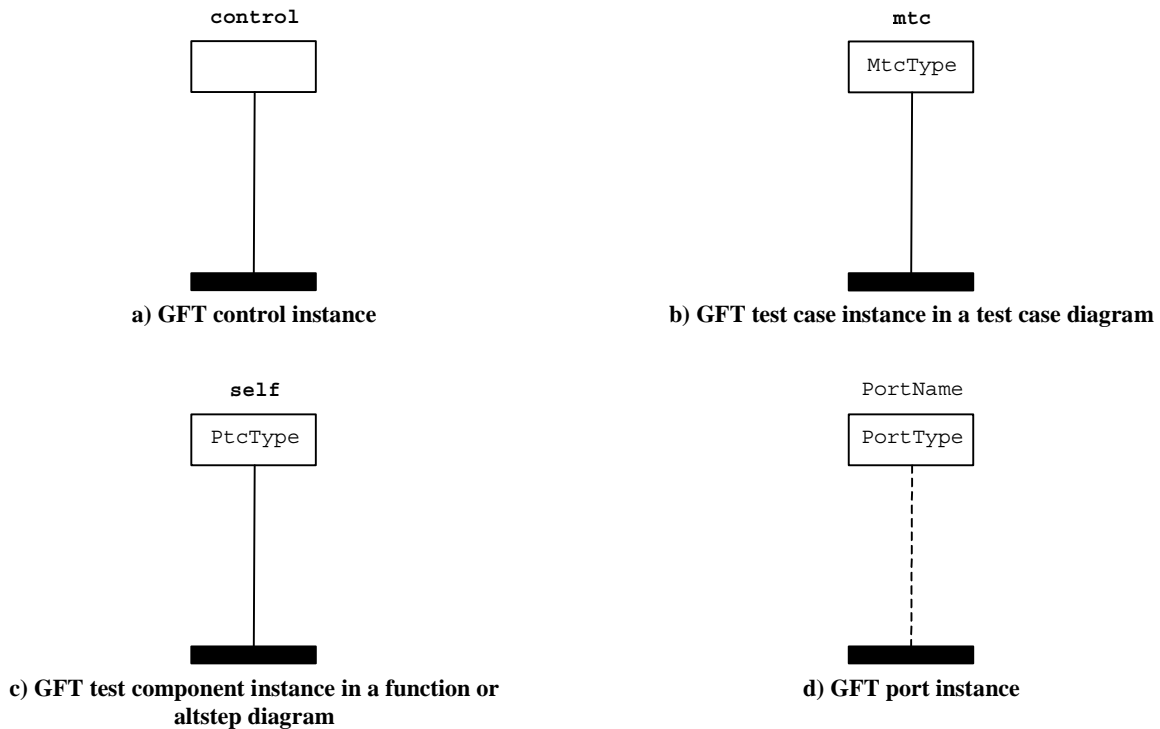 control
a) GFT control instance
mtc
MtcType
b) GFT test case instance in a test case diagram
self
PtcType
c) GFT test component instance in a function or
altstep diagram
PortName
PortType
d) GFT port instance